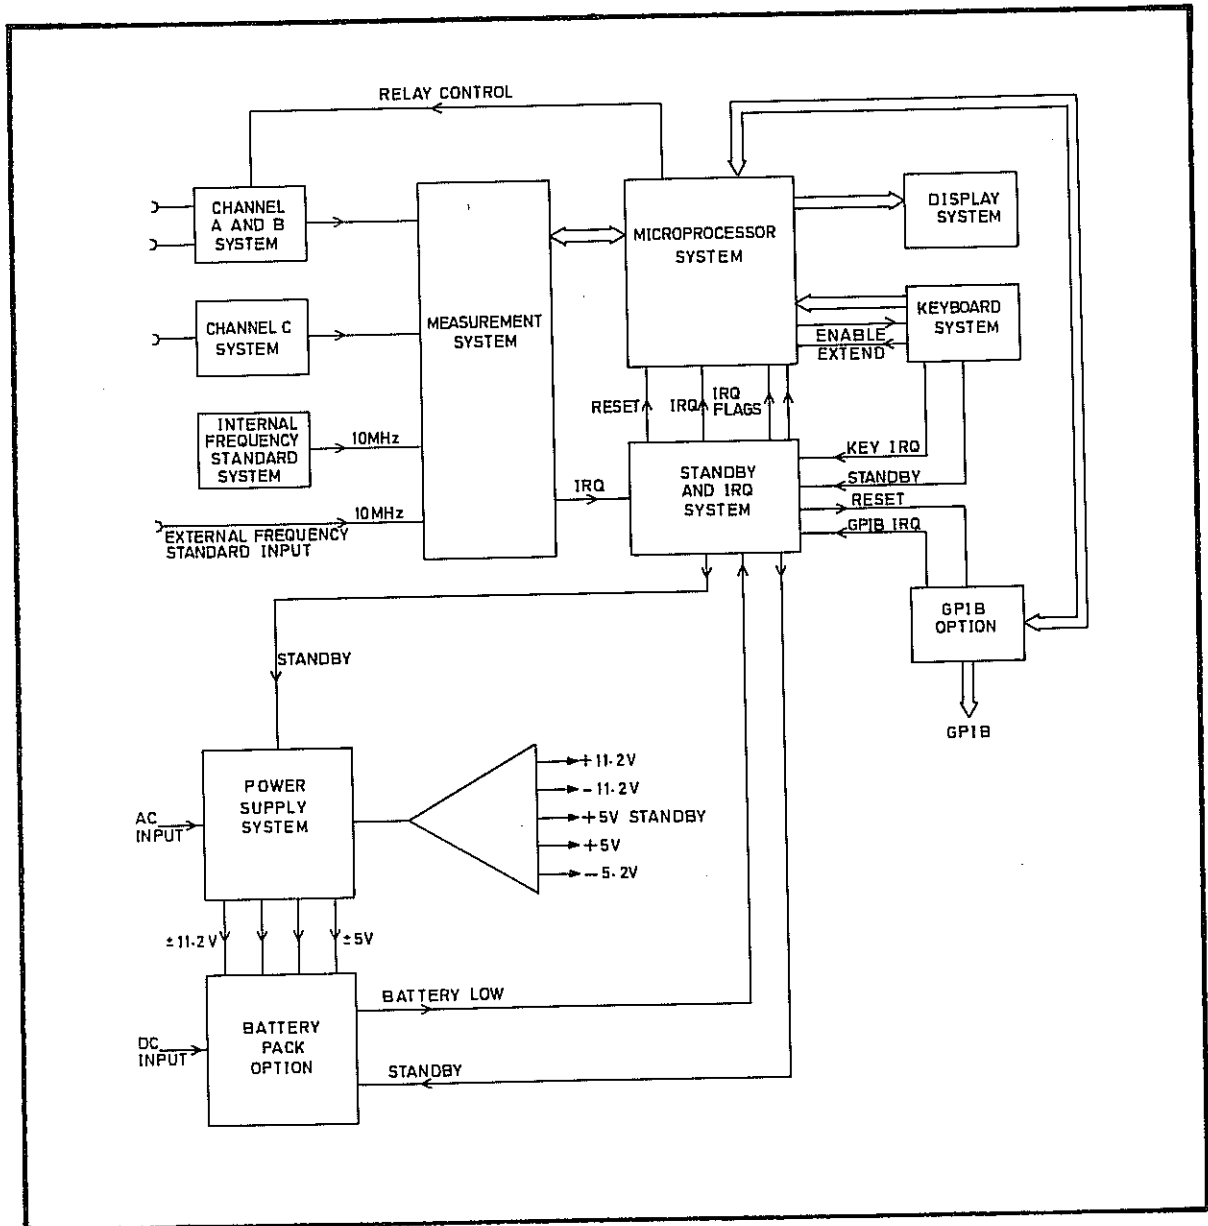 RELAY CONTROL
CHANNEL
A AND B
SYSTEM
MICROPROCESSOR
SYSTEM
DISPLAY
SYSTEM
CHANNEL C
SYSTEM
MEASUREMENT
SYSTEM
KEYBOARD
SYSTEM
ENABLE
EXTEND
INTERNAL
FREQUENCY
STANDARD
SYSTEM
10MHz
RESET
IRQ
IRQ
FLAGS
KEY IRQ
STANDBY
RESET
GPIB IRQ
IRQ
STANDBY
AND IRQ
SYSTEM
10MHz
EXTERNAL FREQUENCY
STANDARD INPUT
GPIB
OPTION
GPIB
STANDBY
POWER
SUPPLY
SYSTEM
AC
INPUT
+11.2V
-11.2V
+5V STANDBY
+5V
-5.2V
±11.2V
±5V
BATTERY LOW
BATTERY
PACK
OPTION
DC
INPUT
STANDBY